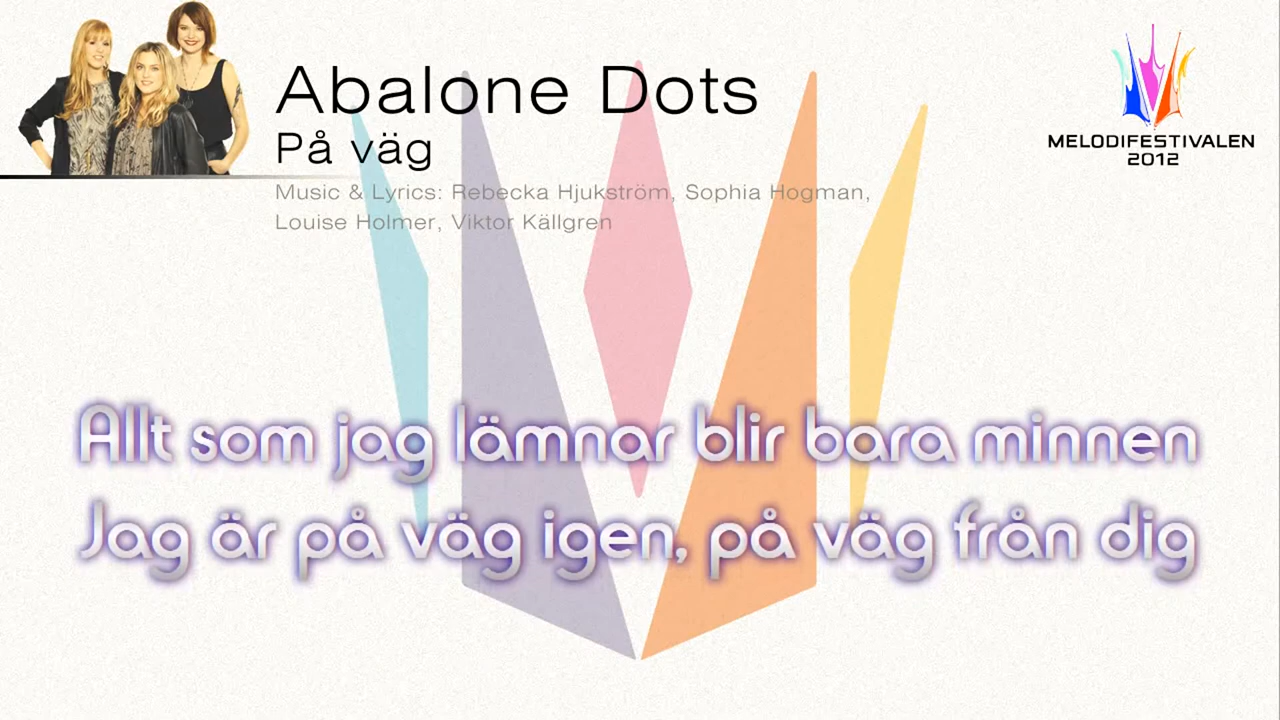 Abalone Dots
På väg
Music & Lyrics: Rebecka Hjukström, Sophia Hogman,
Louise Holmer, Viktor Källgren
MELODIFESTIVALEN
2012
Allt som jag lämnar blir bara minnen
Jag är på väg igen, på väg från dig